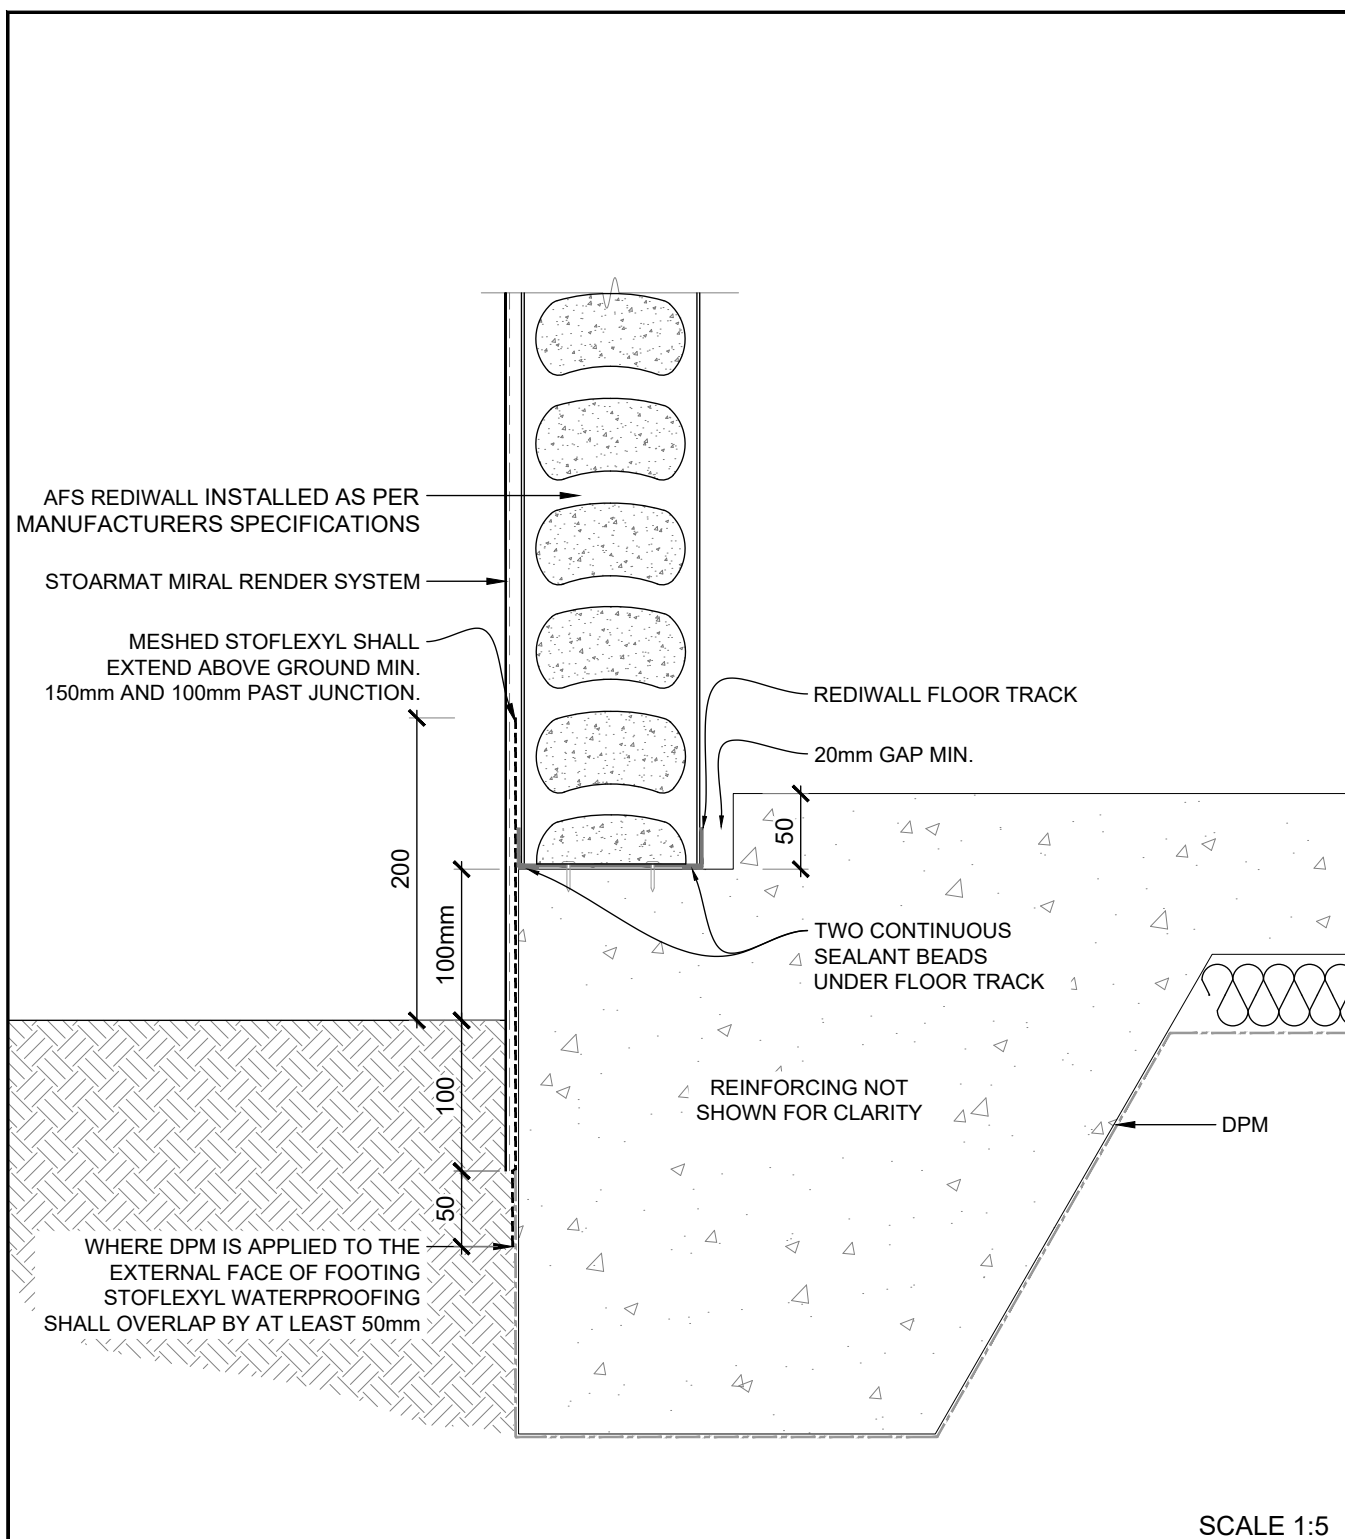 AFS REDIWALL INSTALLED AS PER
MANUFACTURERS SPECIFICATIONS
STOARMAT MIRAL RENDER SYSTEM
MESHED STOFLEXYL SHALL
EXTEND ABOVE GROUND MIN.
150mm AND 100mm PAST JUNCTION.
REDIWALL FLOOR TRACK
20mm GAP MIN.
50
200
100mm
TWO CONTINUOUS
SEALANT BEADS
UNDER FLOOR TRACK
100
REINFORCING NOT
SHOWN FOR CLARITY
DPM
50
WHERE DPM IS APPLIED TO THE
EXTERNAL FACE OF FOOTING
STOFLEXYL WATERPROOFING
SHALL OVERLAP BY AT LEAST 50mm
SCALE 1:5